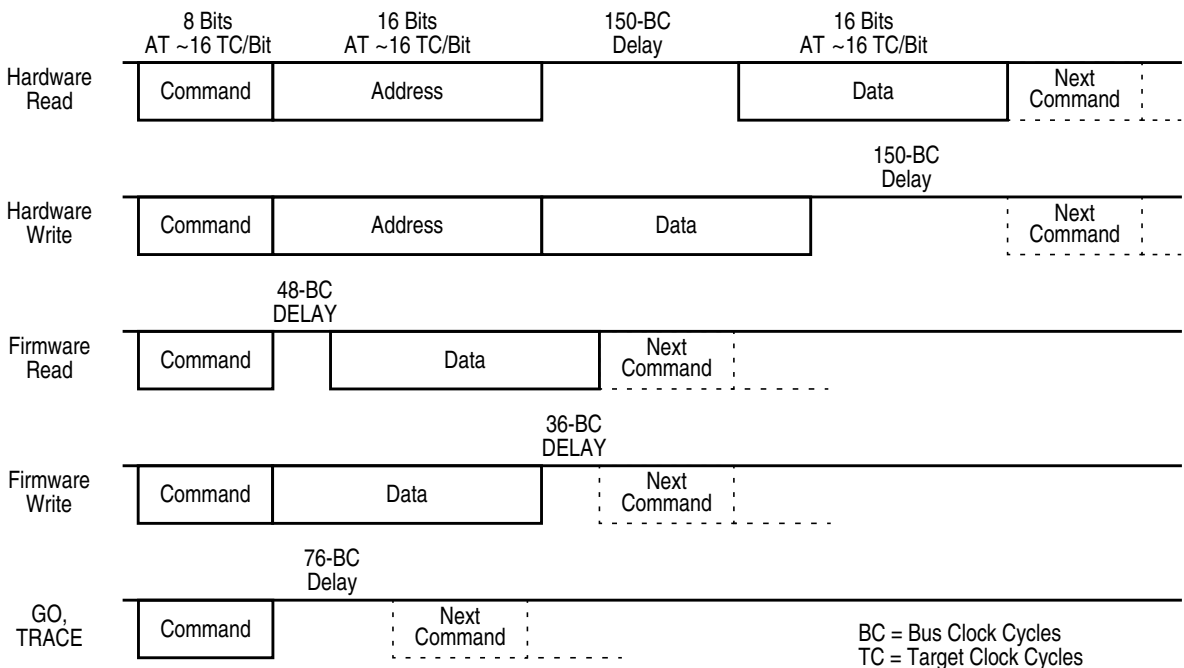 8 Bits
AT ~16 TC/Bit
16 Bits
AT ~16 TC/Bit
150-BC
Delay
16 Bits
AT ~16 TC/Bit
Hardware
Read
Command
Address
Data
Next
Command
150-BC
Delay
Hardware
Write
Command
Address
Data
Next
Command
48-BC
DELAY
Firmware
Read
Command
Data
Next
Command
36-BC
DELAY
Firmware
Write
Command
Data
Next
Command
76-BC
Delay
GO,
TRACE
Command
Next
Command
BC = Bus Clock Cycles
TC = Target Clock Cycles